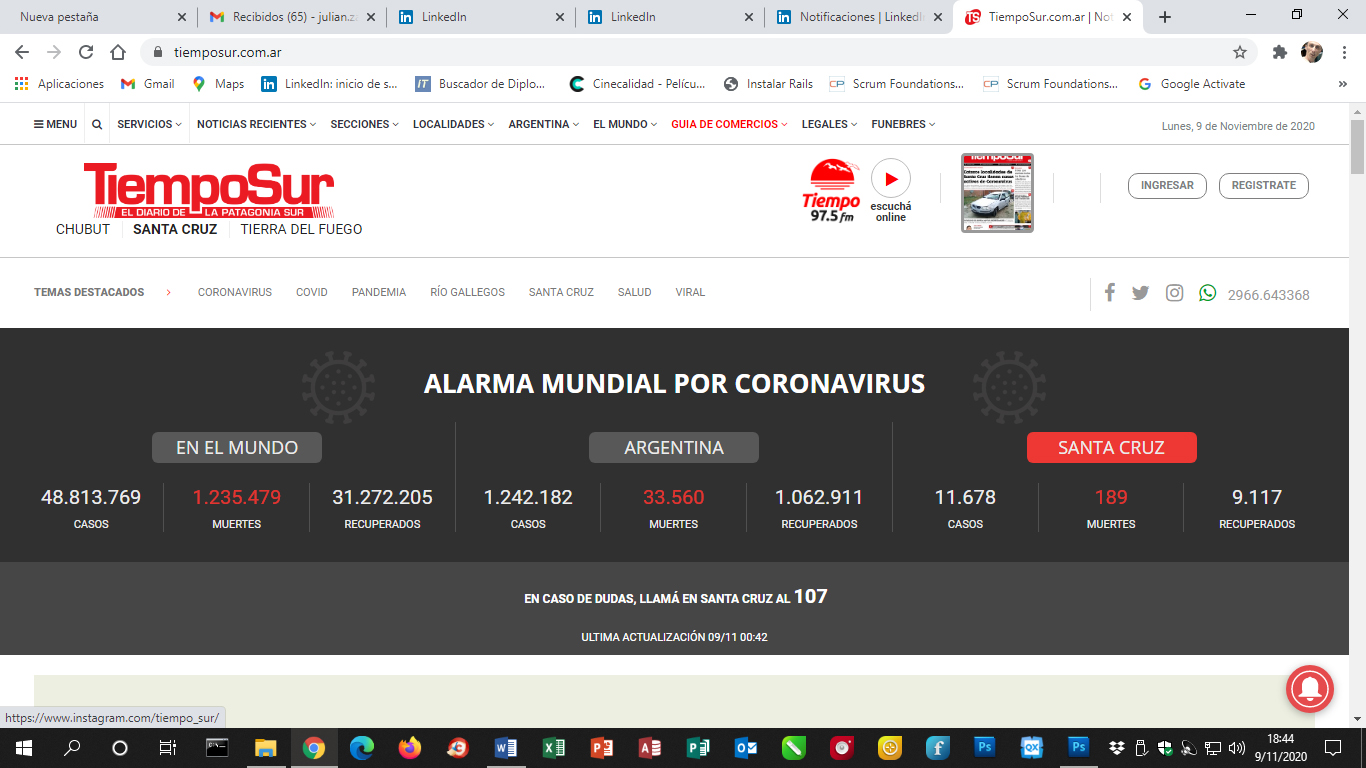 Nueva pestaña
Recibidos (65) - julian.za
LinkedIn
LinkedIn
Notificaciones | LinkedIn
TiempoSur.com.ar | Not
tiemposur.com.ar
Aplicaciones
Gmail
Maps
LinkedIn: inicio de s...
Buscador de Diplo...
Cinecalidad - Pelícu...
Instalar Rails
Scrum Foundations...
Scrum Foundations...
Google Activate
MENU
SERVICIOS
NOTICIAS RECIENTES
SECCIONES
LOCALIDADES
ARGENTINA
EL MUNDO
GUIA DE COMERCIOS
LEGALES
FUNEBRES
Lunes, 9 de Noviembre de 2020
TiempoSur
EL DIARIO DE LA PATAGONIA SUR
CHUBUT
SANTA CRUZ
TIERRA DEL FUEGO
Tiempo
97.5 fm
escuchá
online
TiempoSur
INGRESAR
REGISTRATE
TEMAS DESTACADOS
CORONAVIRUS
COVID
PANDEMIA
RÍO GALLEGOS
SANTA CRUZ
SALUD
VIRAL
2966.643368
ALARMA MUNDIAL POR CORONAVIRUS
EN EL MUNDO
ARGENTINA
SANTA CRUZ
48.813.769
1.235.479
31.272.205
1.242.182
33.560
1.062.911
11.678
189
9.117
CASOS
MUERTES
RECUPERADOS
CASOS
MUERTES
RECUPERADOS
CASOS
MUERTES
RECUPERADOS
EN CASO DE DUDAS, LLAMÁ EN SANTA CRUZ AL 107
ULTIMA ACTUALIZACIÓN 09/11 00:42
https://www.instagram.com/tiempo_sur/
18:44
9/11/2020